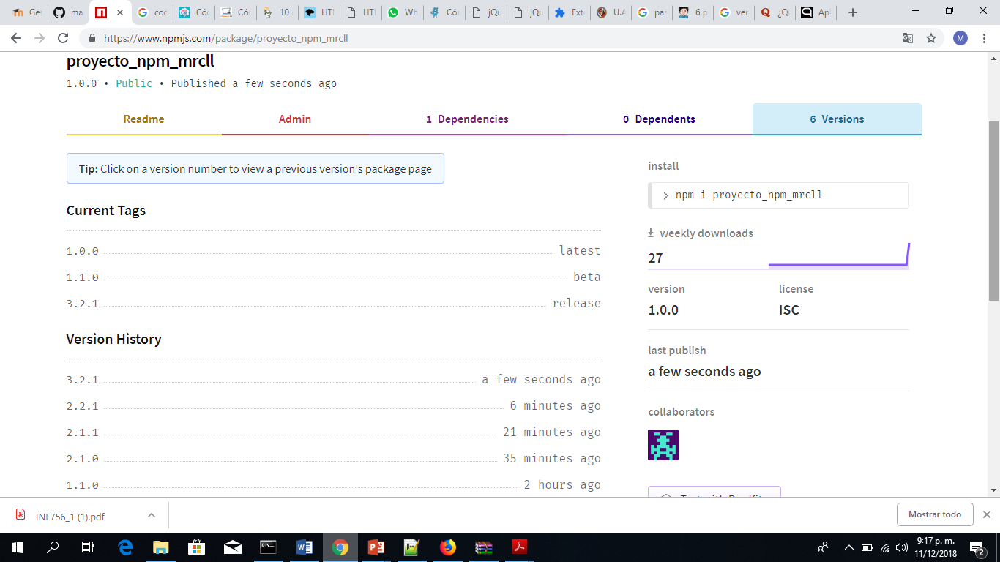 Ges
ma
coc
Cóc
Cór
10
HTI
HTI
Wh
Cór
jQu
jQu
Ext
U.A
pas
6 p
ver
¿Q
Ap
https://www.npmjs.com/package/proyecto_npm_mrcll
M
proyecto_npm_mrcll
1.0.0 • Public • Published a few seconds ago
Readme
Admin
1 Dependencies
0 Dependents
6 Versions
Tip: Click on a version number to view a previous version's package page
Current Tags
1.0.0 latest
1.1.0 beta
3.2.1 release
Version History
3.2.1 a few seconds ago
2.2.1 6 minutes ago
2.1.1 21 minutes ago
2.1.0 35 minutes ago
1.1.0 2 hours ago
install
npm i proyecto_npm_mrcll
weekly downloads
27
version license
1.0.0 ISC
last publish
a few seconds ago
collaborators
INF756_1 (1).pdf
Mostrar todo
9:17 p. m.
11/12/2018
2